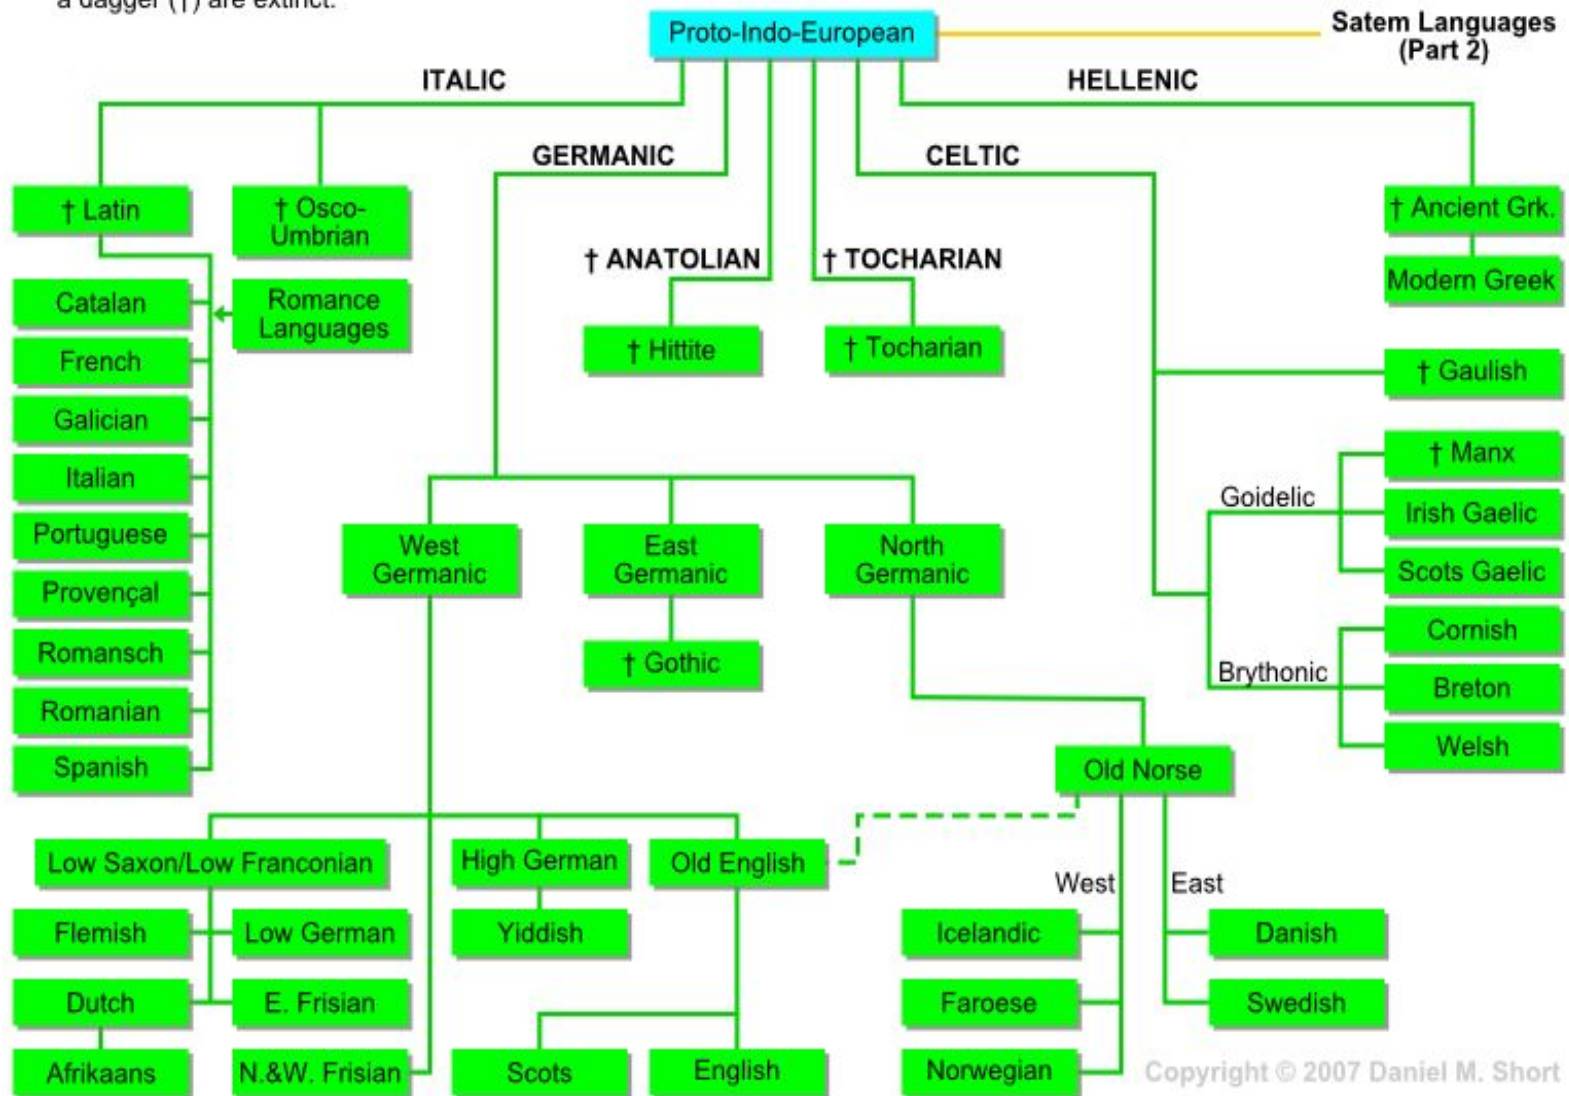 a dagger (†) are extinct.
Proto-Indo-European
Satem Languages
(Part 2)
ITALIC
HELLENIC
GERMANIC
CELTIC
† Latin
† Osco-
Umbrian
† Ancient Grk.
† ANATOLIAN
† TOCHARIAN
Modern Greek
Catalan
Romance
Languages
† Hittite
† Tocharian
French
† Gaulish
Galician
† Manx
Italian
Goidelic
Irish Gaelic
Portuguese
West
Germanic
East
Germanic
North
Germanic
Scots Gaelic
Provençal
Cornish
Romansch
† Gothic
Brythonic
Breton
Romanian
Welsh
Spanish
Old Norse
Low Saxon/Low Franconian
High German
Old English
West
East
Flemish
Low German
Yiddish
Icelandic
Danish
Dutch
E. Frisian
Faroese
Swedish
Afrikaans
N.&W. Frisian
Scots
English
Norwegian
Copyright © 2007 Daniel M. Short